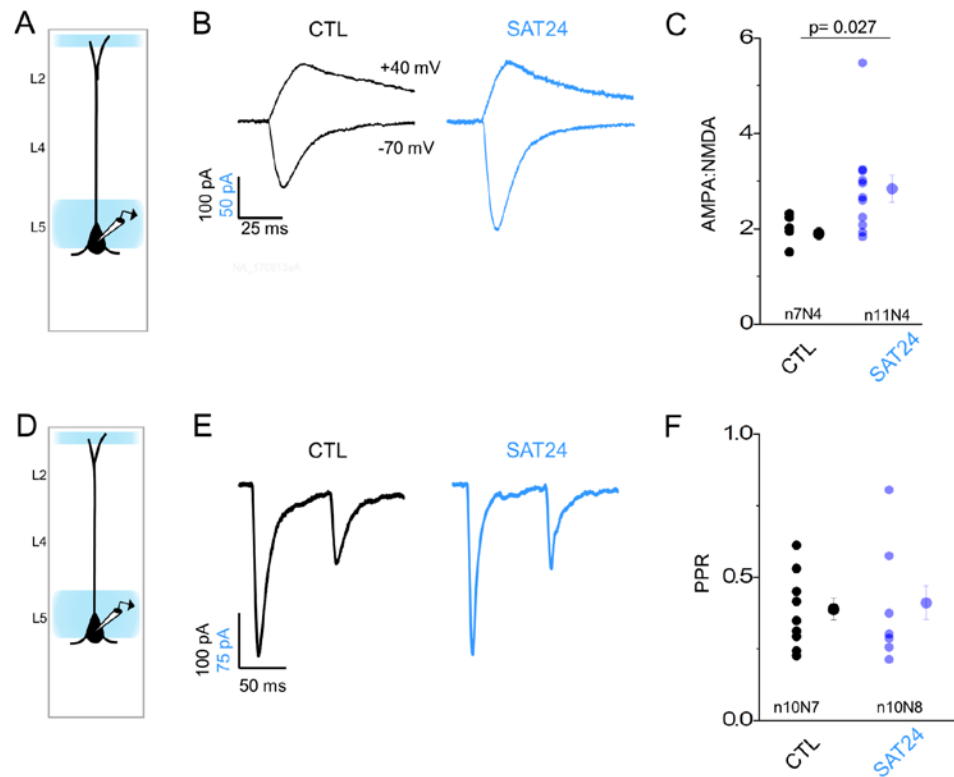 A
L2
L4
L5
B
CTL
SAT24
+40 mV
-70 mV
100 pA
50 pA
25 ms
C
p= 0.027
AMPA:NMDA
6
4
2
0
n7N4
n11N4
CTL
SAT24
D
L2
L4
L5
E
CTL
SAT24
100 pA
75 pA
50 ms
F
PPR
1.0
0.5
0.0
n10N7
n10N8
CTL
SAT24